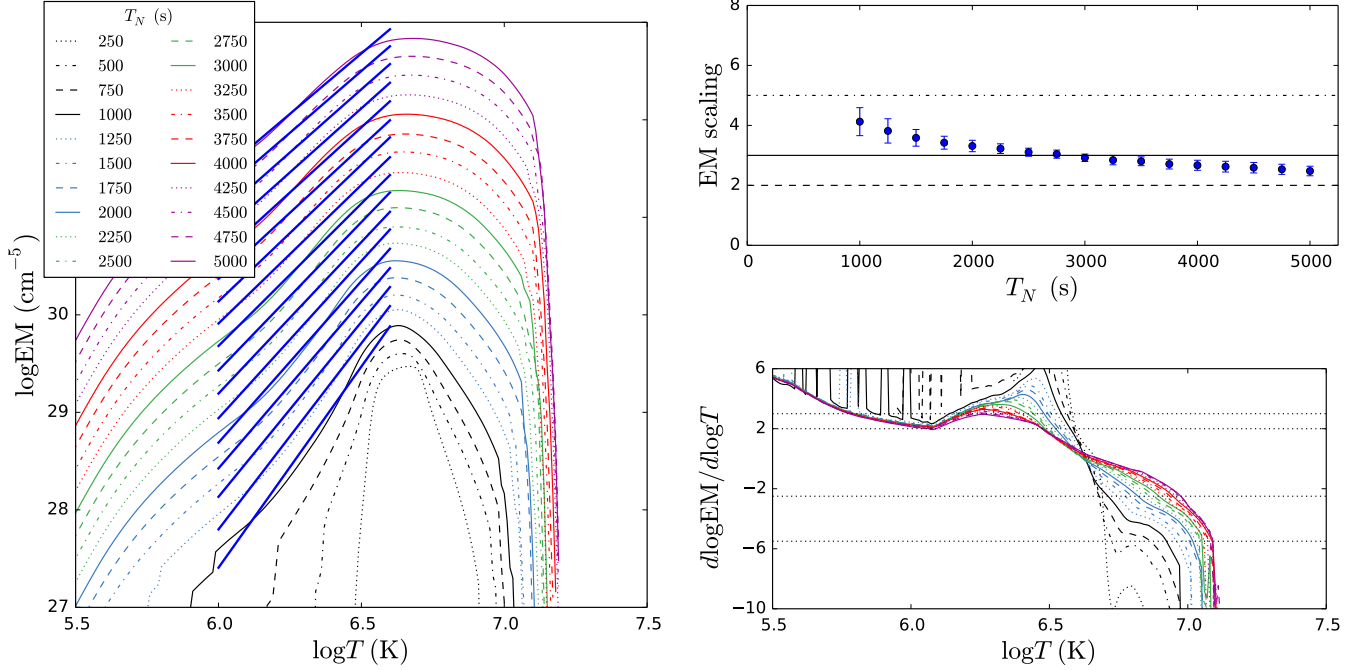 T_N (s)
250 2750
500 3000
750 3250
1000 3500
1250 3750
1500 4000
1750 4250
2000 4500
2250 4750
2500 5000
logEM (cm⁻⁵)
30
29
28
27
5.5 6.0 6.5 7.0 7.5
logT (K)
EM scaling
8
6
4
2
0
0 1000 2000 3000 4000 5000
T_N (s)
dlogEM/dlogT
6
2
−2
−6
−10
5.5 6.0 6.5 7.0 7.5
logT (K)